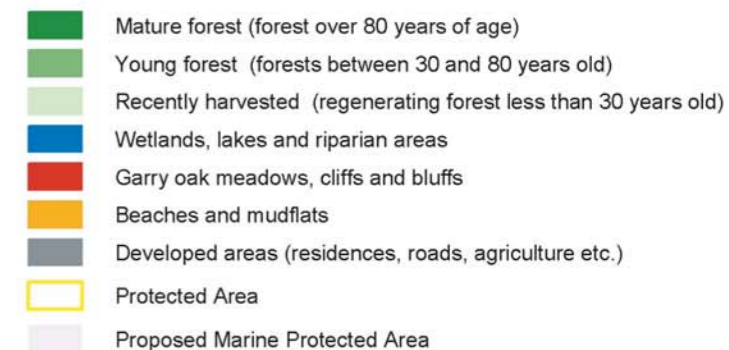 Mature forest (forest over 80 years of age)
Young forest (forests between 30 and 80 years old)
Recently harvested (regenerating forest less than 30 years old)
Wetlands, lakes and riparian areas
Garry oak meadows, cliffs and bluffs
Beaches and mudflats
Developed areas (residences, roads, agriculture etc.)
Protected Area
Proposed Marine Protected Area